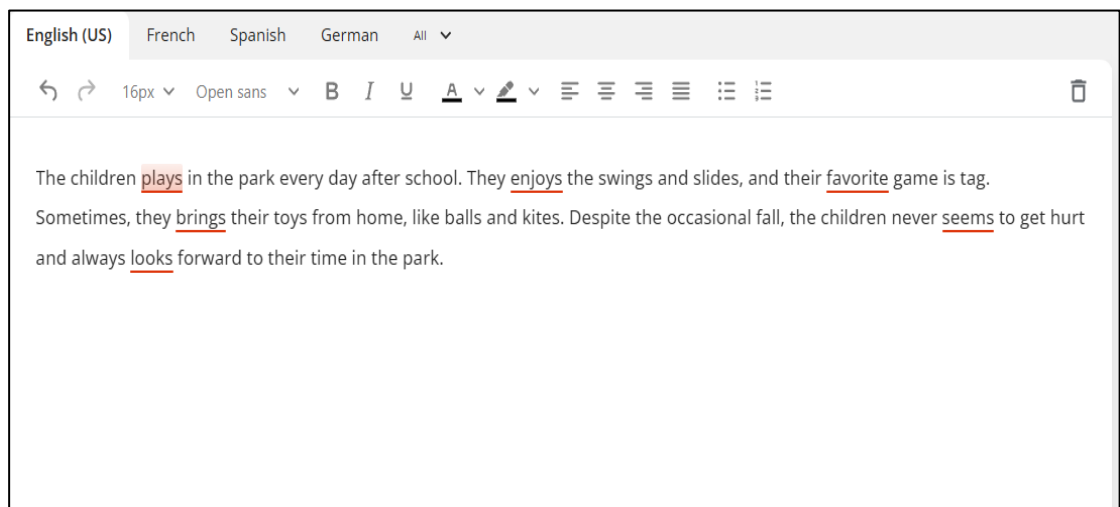 English (US) French Spanish German All
16px Open sans B I U A
The children plays in the park every day after school. They enjoys the swings and slides, and their favorite game is tag.
Sometimes, they brings their toys from home, like balls and kites. Despite the occasional fall, the children never seems to get hurt
and always looks forward to their time in the park.